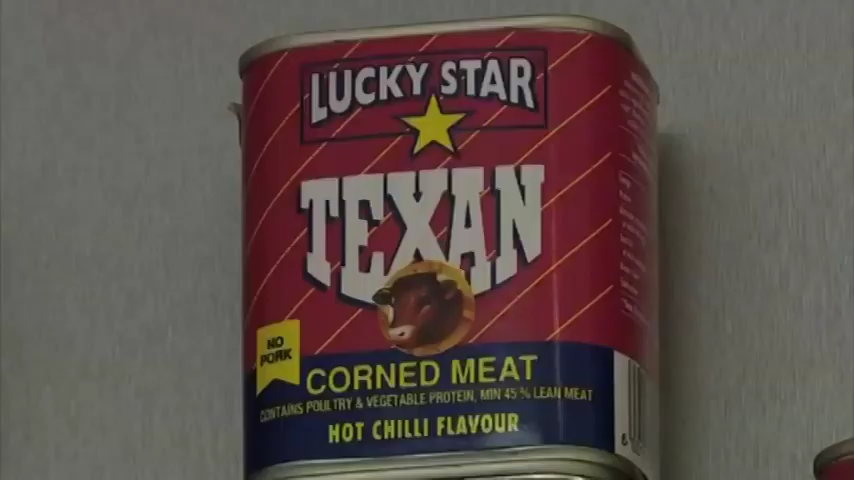 LUCKY STAR
TEXAN
NO
PORK
CORNED MEAT
CONTAINS POULTRY & VEGETABLE PROTEIN, MIN 45 % LEAN MEAT
HOT CHILLI FLAVOUR